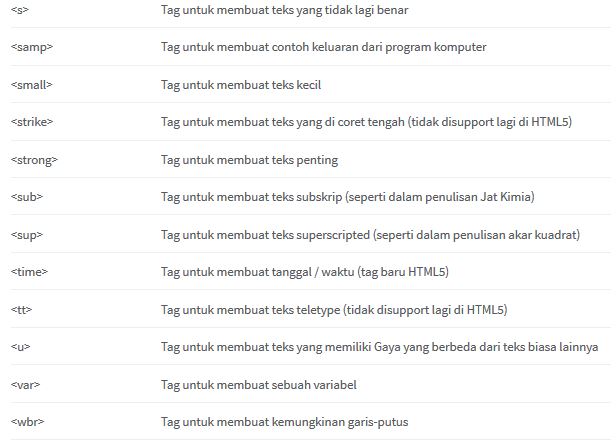 <s> Tag untuk membuat teks yang tidak lagi benar
<samp> Tag untuk membuat contoh keluaran dari program komputer
<small> Tag untuk membuat teks kecil
<strike> Tag untuk membuat teks yang di coret tengah (tidak disupport lagi di HTML5)
<strong> Tag untuk membuat teks penting
<sub> Tag untuk membuat teks subskrip (seperti dalam penulisan Jat Kimia)
<sup> Tag untuk membuat teks superscripted (seperti dalam penulisan akar kuadrat)
<time> Tag untuk membuat tanggal / waktu (tag baru HTML5)
<tt> Tag untuk membuat teks teletype (tidak disupport lagi di HTML5)
<u> Tag untuk membuat teks yang memiliki Gaya yang berbeda dari teks biasa lainnya
<var> Tag untuk membuat sebuah variabel
<wbr> Tag untuk membuat kemungkinan garis-putus